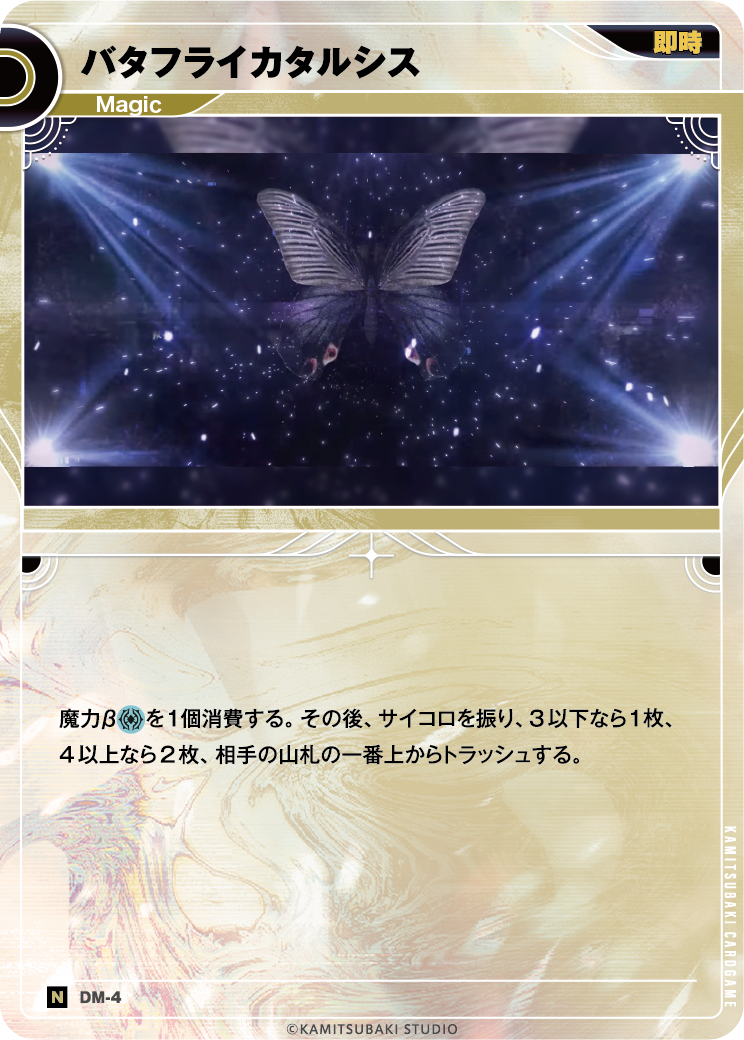 バタフライカタルシス
即時
Magic
魔力β を1個消費する。その後、サイコロを振り、3以下なら1枚、
4以上なら2枚、相手の山札の一番上からトラッシュする。
KAMITSUBAKI CARDGAME
N DM-4
©KAMITSUBAKI STUDIO